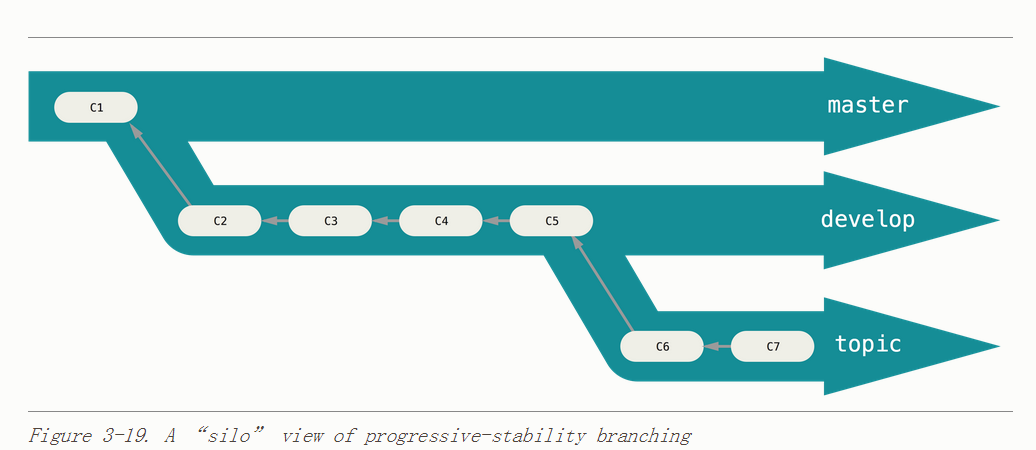 C1
master
C2 C3 C4 C5
develop
C6 C7
topic
Figure 3-19. A “silo” view of progressive-stability branching